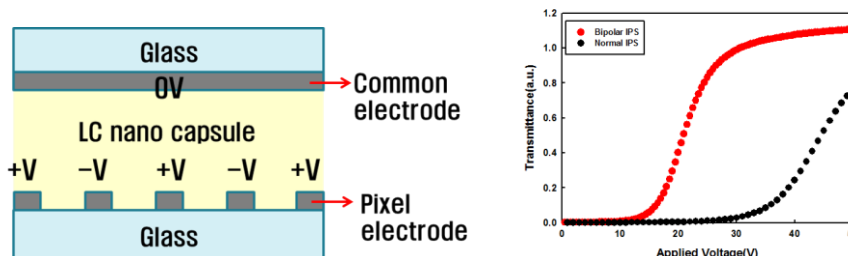 Glass
0V
Common
electrode
LC nano capsule
+V -V +V -V +V
Pixel
electrode
Glass
1.2
1.0
0.8
0.6
0.4
0.2
0.0
Transmittance(a.u.)
Bipolar IPS
Normal IPS
0 10 20 30 40
Applied Voltage(V)